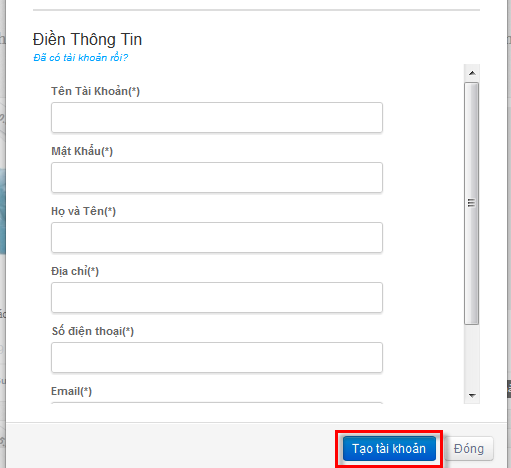 Điền Thông Tin
Đã có tài khoản rồi?
Tên Tài Khoản(*)
Mật Khẩu(*)
Họ và Tên(*)
Địa chỉ(*)
Số điện thoại(*)
Email(*)
Tạo tài khoản
Đóng